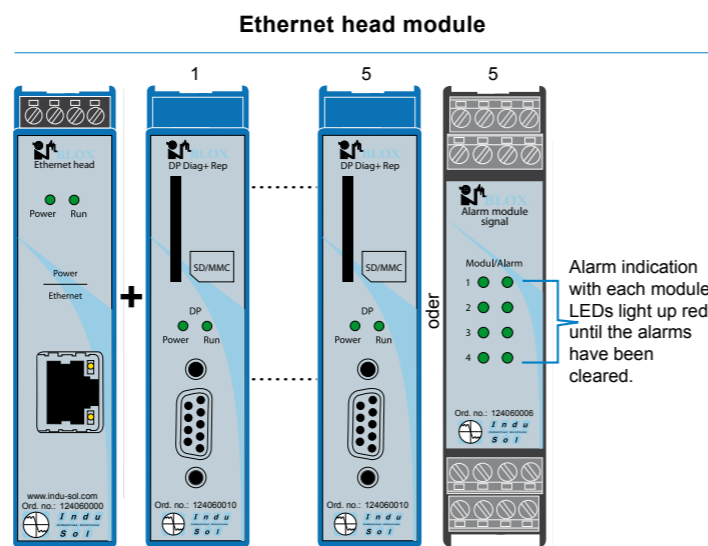 Ethernet head module
1
5
5
BLOX
Ethernet head
Power Run
Power
Ethernet
www.indu-sol.com
Ord. no.: 124060000
Indu
Sol
+
BLOX
DP Diag+ Rep
SD/MMC
DP
Power Run
Ord. no.: 124060010
Indu
Sol
BLOX
DP Diag+ Rep
SD/MMC
DP
Power Run
Ord. no.: 124060010
Indu
Sol
oder
BLOX
Alarm module
signal
Modul/Alarm
1
2
3
4
Ord. no.: 124060006
Indu
Sol
Alarm indication
with each module
LEDs light up red
until the alarms
have been
cleared.